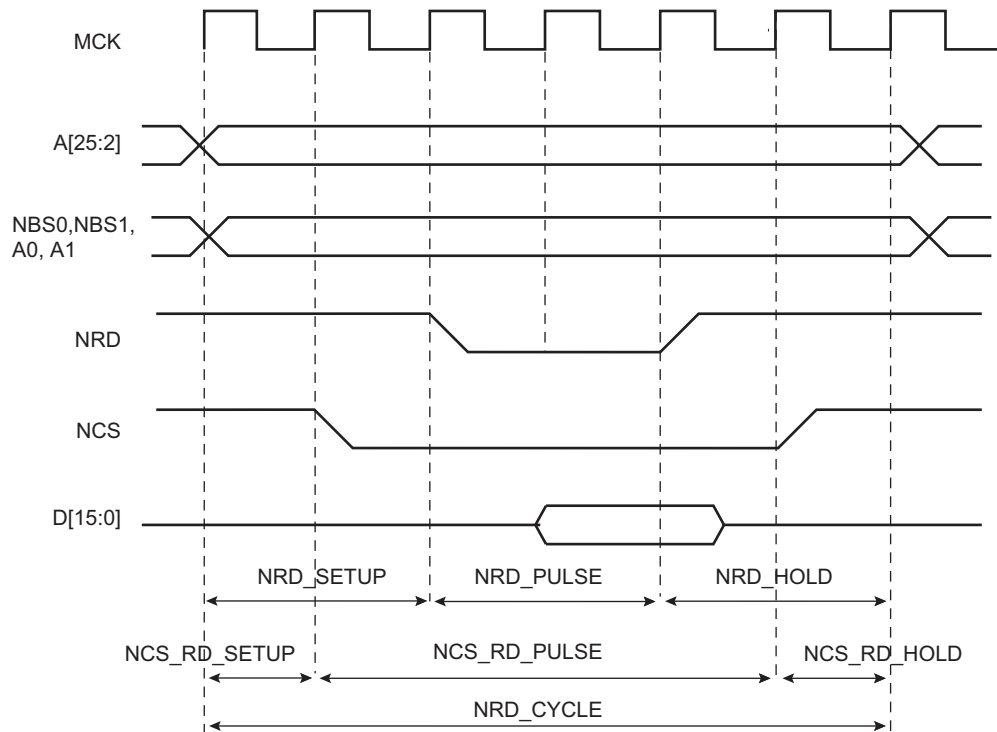 MCK
A[25:2]
NBS0,NBS1,
A0, A1
NRD
NCS
D[15:0]
NRD_SETUP NRD_PULSE NRD_HOLD
NCS_RD_SETUP NCS_RD_PULSE NCS_RD_HOLD
NRD_CYCLE